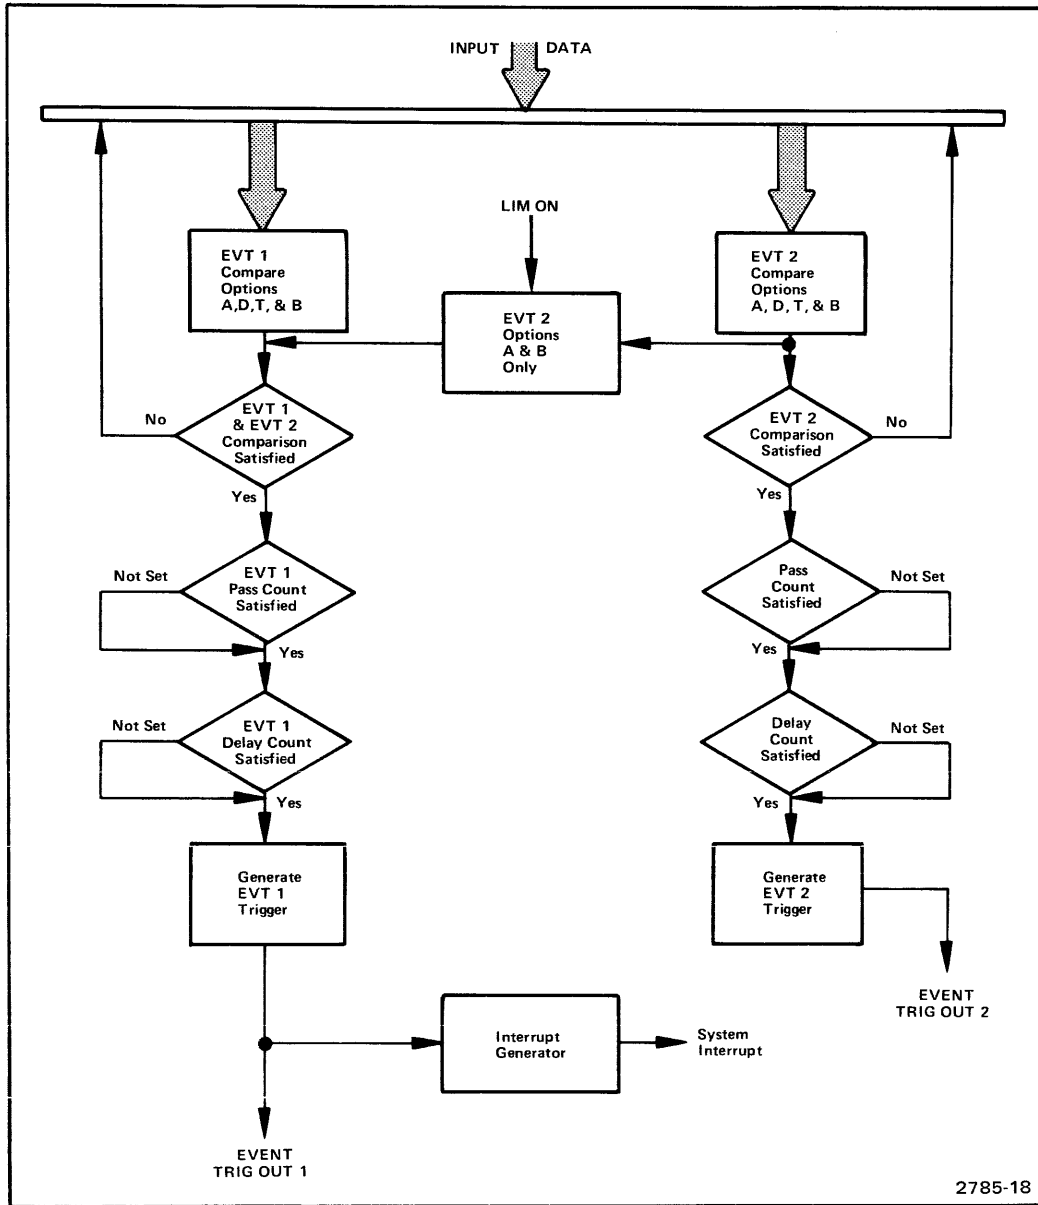 INPUT DATA
LIM ON
EVT 1
Compare
Options
A,D,T, & B
EVT 2
Options
A & B
Only
EVT 2
Compare
Options
A, D, T, & B
No
EVT 1
& EVT 2
Comparison
Satisfied
Yes
EVT 2
Comparison
Satisfied
No
Yes
Not Set
EVT 1
Pass Count
Satisfied
Yes
Pass
Count
Satisfied
Not Set
Yes
Not Set
EVT 1
Delay Count
Satisfied
Yes
Delay
Count
Satisfied
Not Set
Yes
Generate
EVT 1
Trigger
Generate
EVT 2
Trigger
EVENT
TRIG OUT 2
Interrupt
Generator
System
Interrupt
EVENT
TRIG OUT 1
2785-18